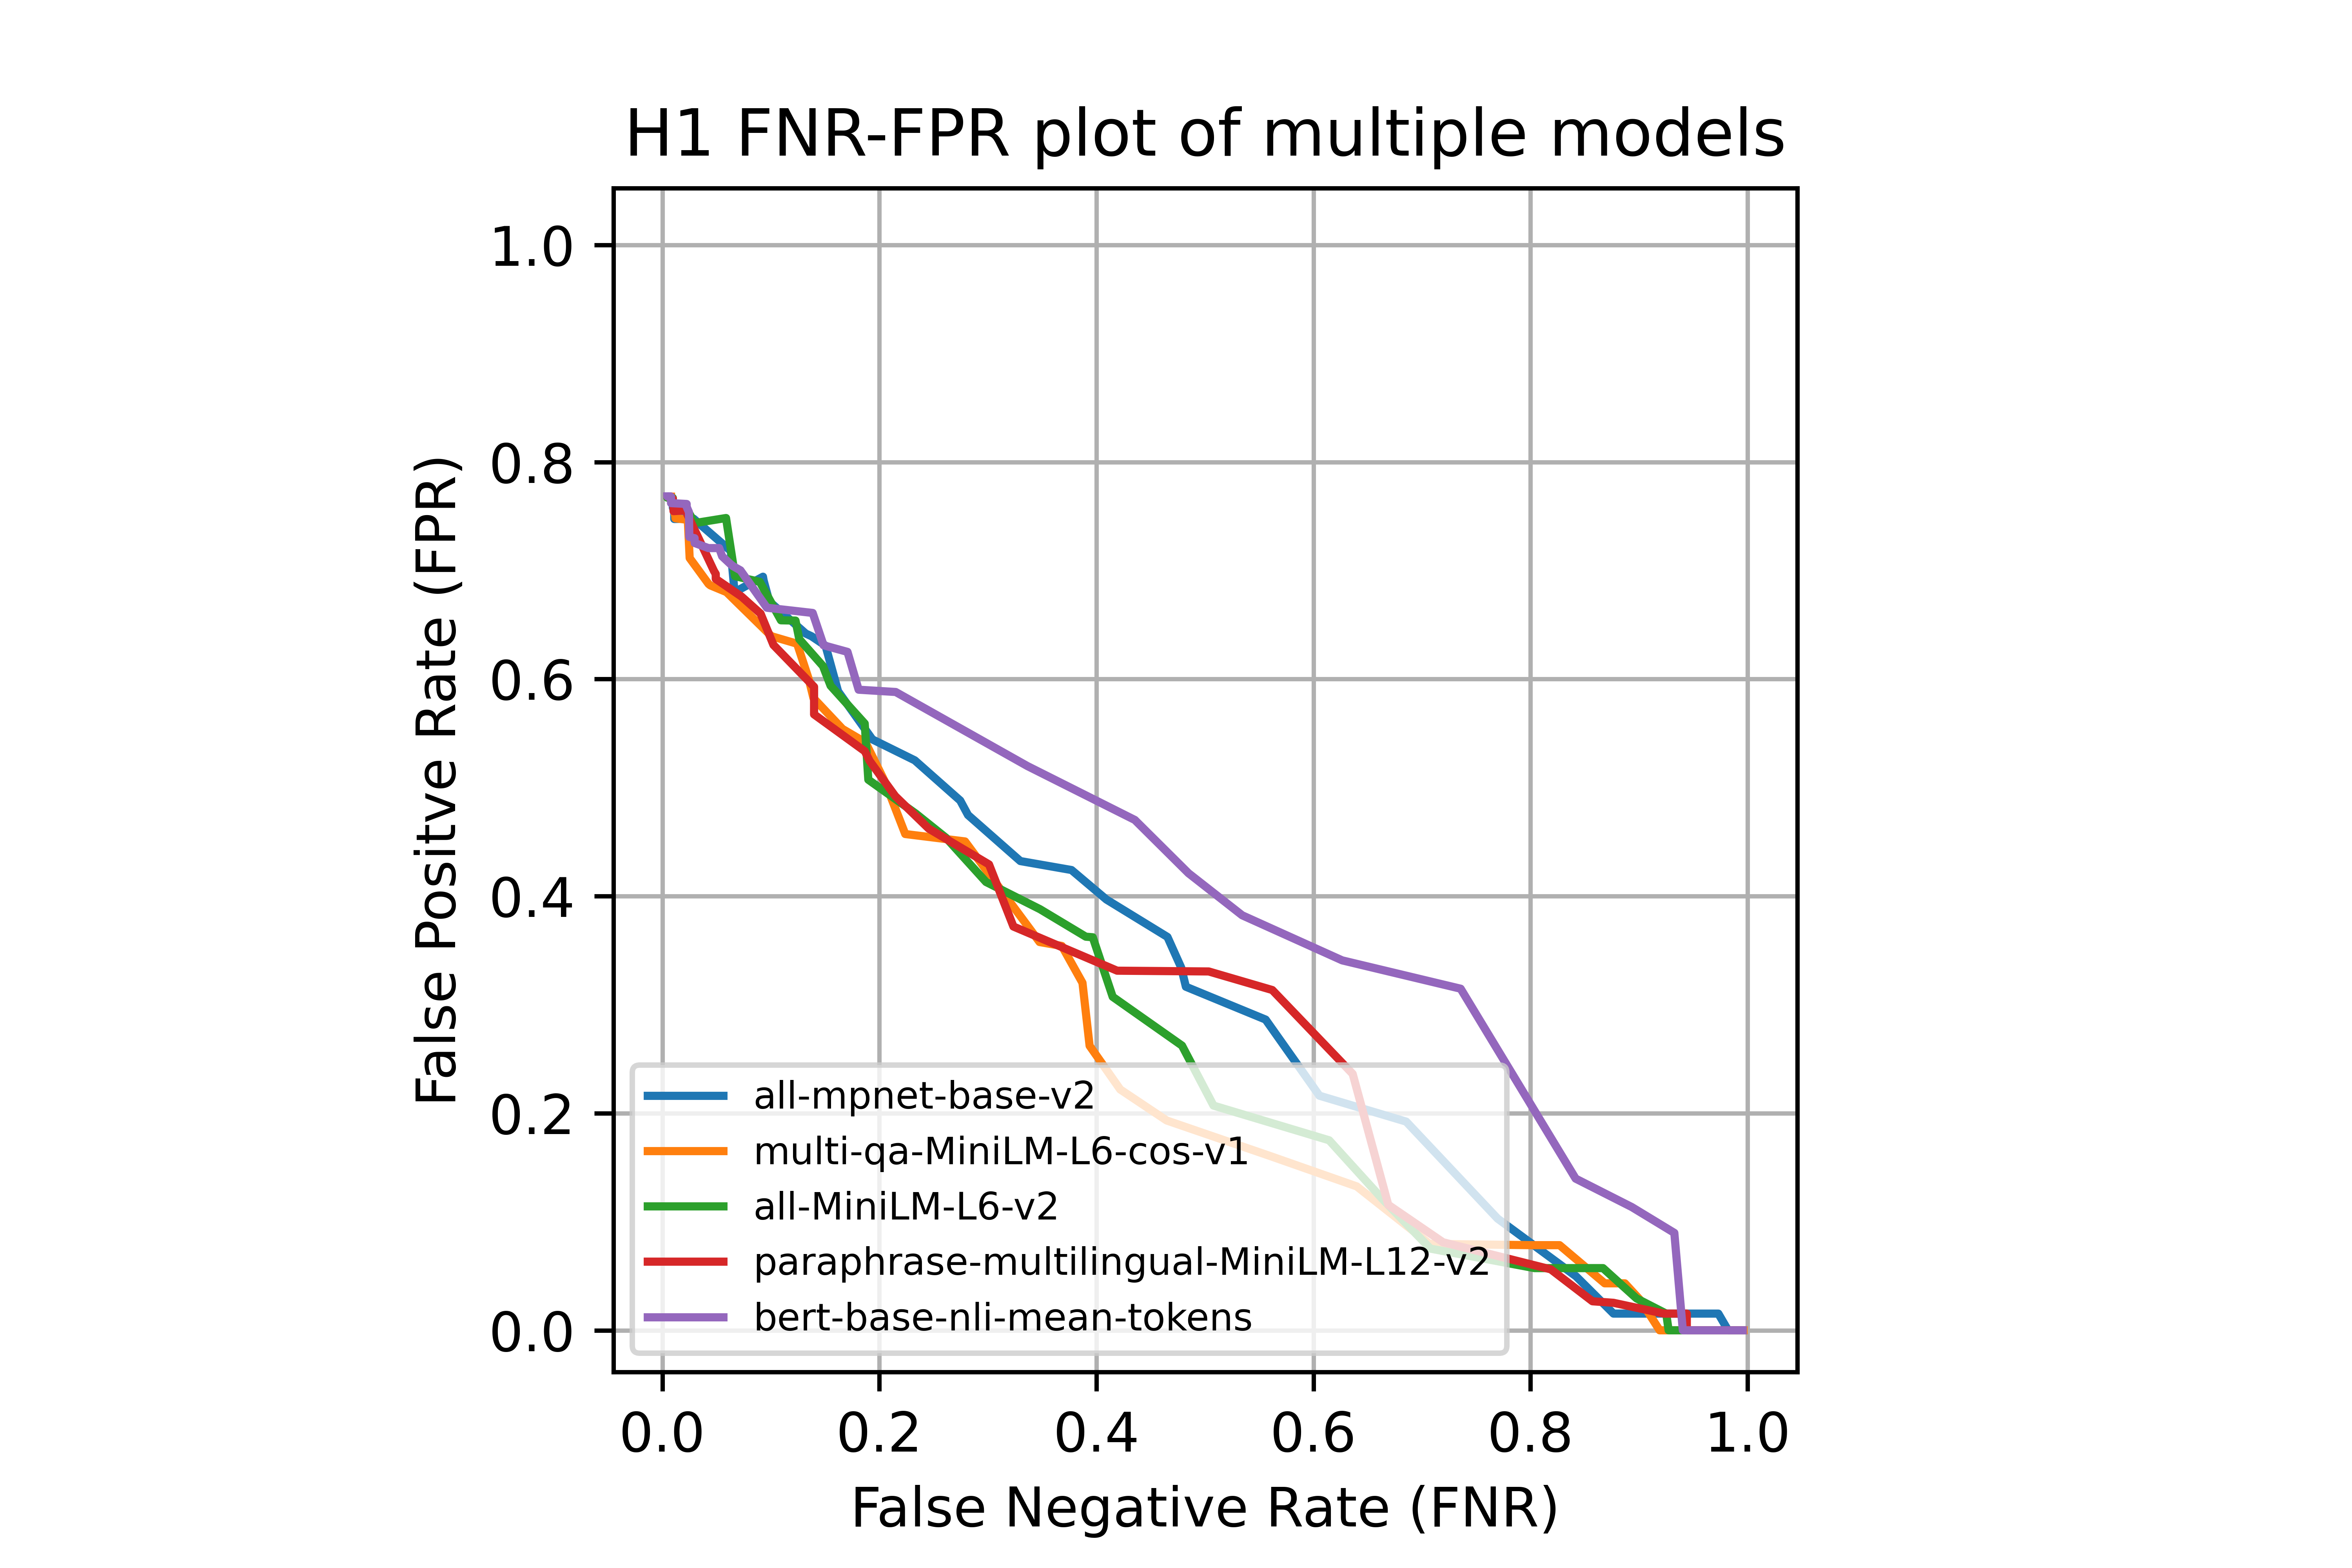 H1 FNR-FPR plot of multiple models
False Positve Rate (FPR)
1.0
0.8
0.6
0.4
0.2
0.0
all-mpnet-base-v2
multi-qa-MiniLM-L6-cos-v1
all-MiniLM-L6-v2
paraphrase-multilingual-MiniLM-L12-v2
bert-base-nli-mean-tokens
0.0 0.2 0.4 0.6 0.8 1.0
False Negative Rate (FNR)